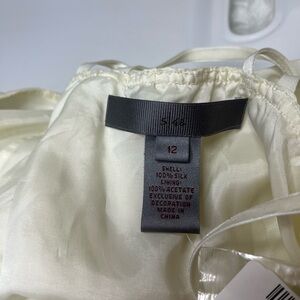 12
SHELL:
100% SILK
LINING:
100% ACETATE
EXCLUSIVE OF
DECORATION
MADE IN
CHINA